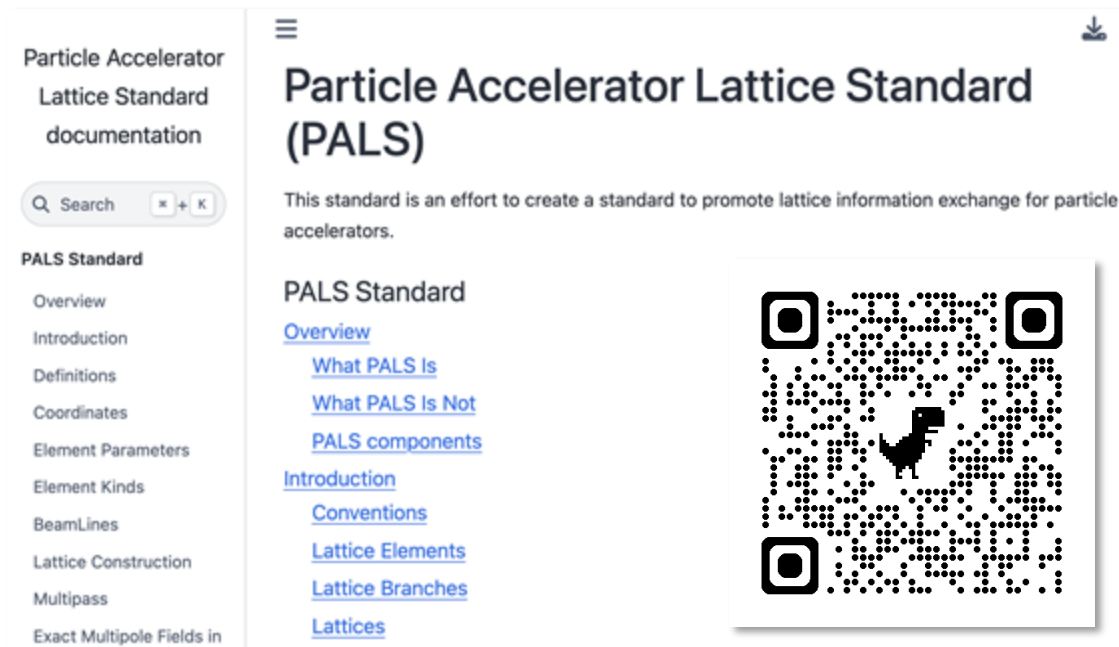 Particle Accelerator
Lattice Standard
documentation
Search ⌘ + K
PALS Standard
Overview
Introduction
Definitions
Coordinates
Element Parameters
Element Kinds
BeamLines
Lattice Construction
Multipass
Exact Multipole Fields in
Particle Accelerator Lattice Standard
(PALS)
This standard is an effort to create a standard to promote lattice information exchange for particle
accelerators.
PALS Standard
Overview
What PALS Is
What PALS Is Not
PALS components
Introduction
Conventions
Lattice Elements
Lattice Branches
Lattices